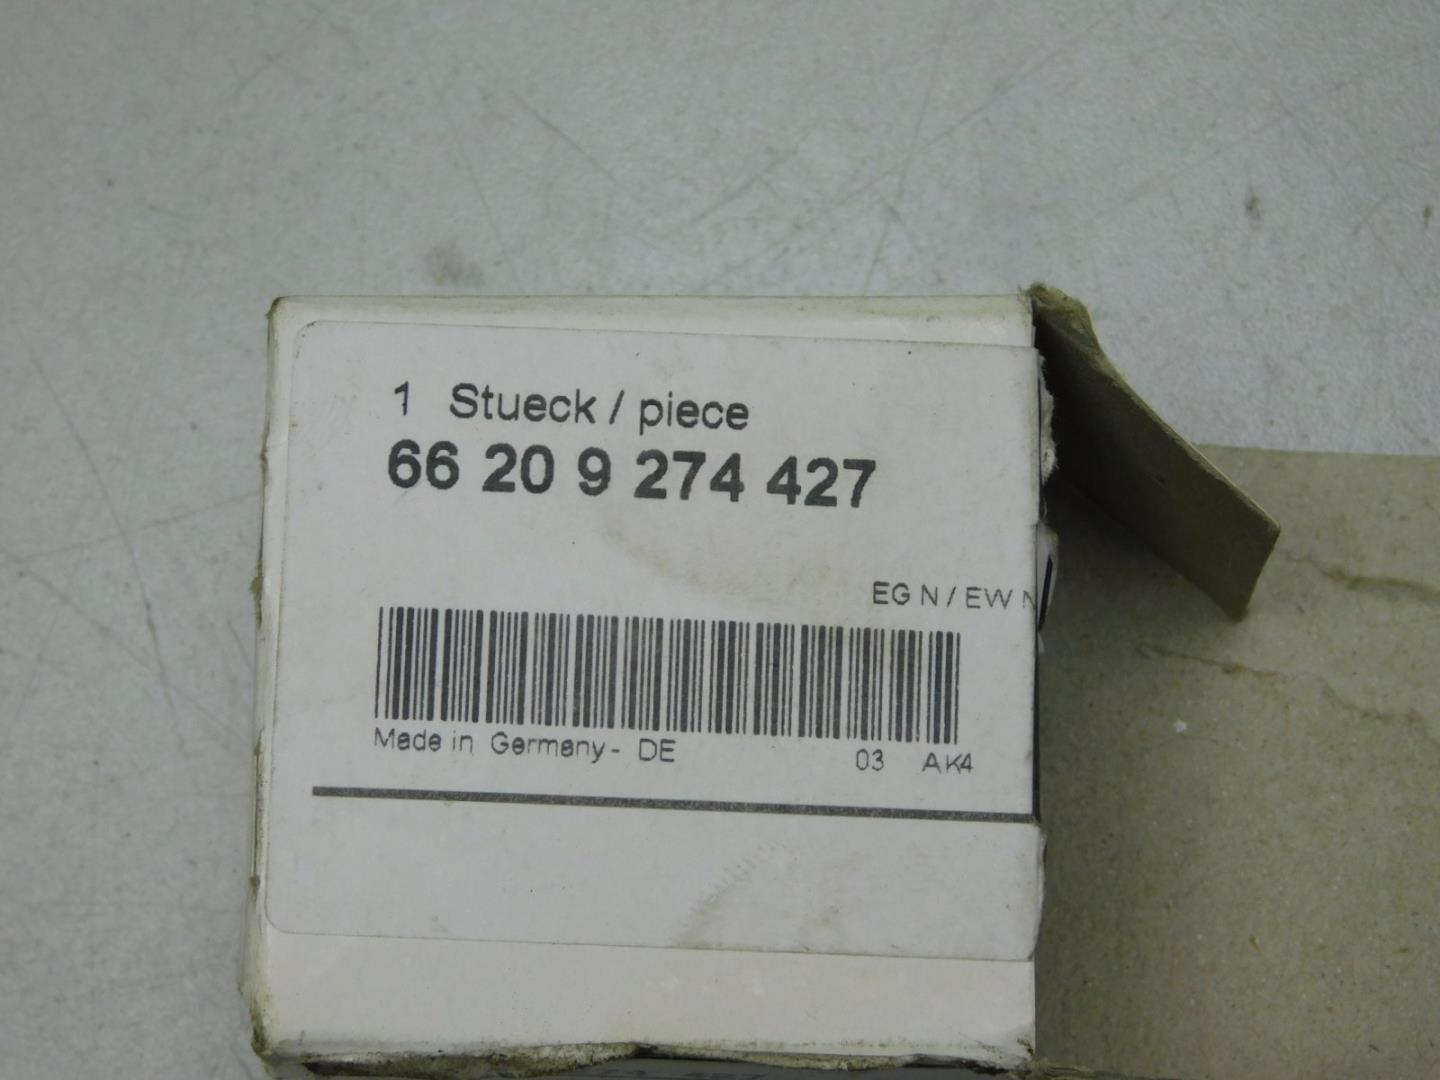 1 Stueck / piece
66 20 9 274 427
EG N / EW N
Made in Germany - DE 03 AK4